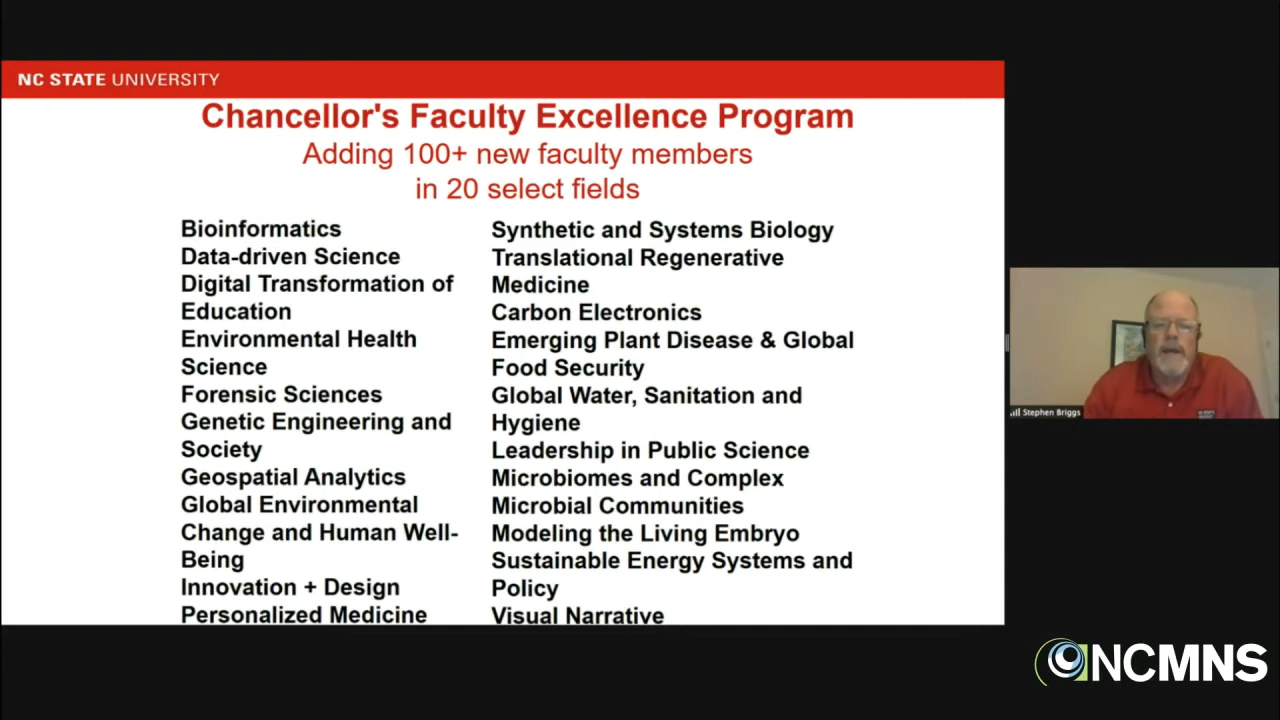 NC STATE UNIVERSITY
Chancellor's Faculty Excellence Program
Adding 100+ new faculty members
in 20 select fields
Bioinformatics
Data-driven Science
Digital Transformation of
Education
Environmental Health
Science
Forensic Sciences
Genetic Engineering and
Society
Geospatial Analytics
Global Environmental
Change and Human Well-
Being
Innovation + Design
Personalized Medicine
Synthetic and Systems Biology
Translational Regenerative
Medicine
Carbon Electronics
Emerging Plant Disease & Global
Food Security
Global Water, Sanitation and
Hygiene
Leadership in Public Science
Microbiomes and Complex
Microbial Communities
Modeling the Living Embryo
Sustainable Energy Systems and
Policy
Visual Narrative
Stephen Briggs
NCMNS